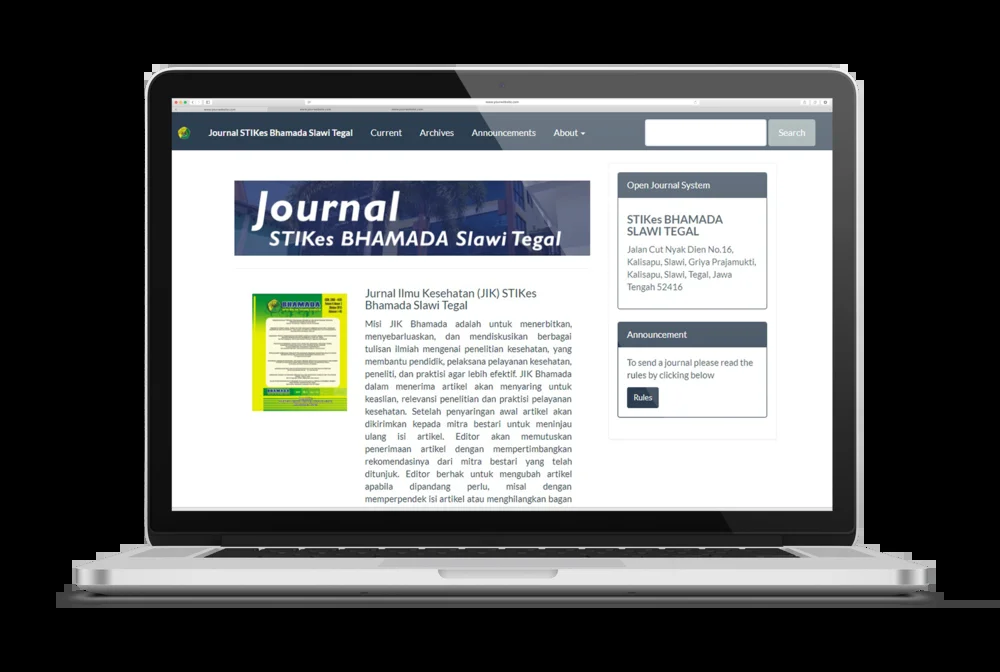 Journal STIKes Bhamada Slawi Tegal
Current
Archives
Announcements
About
Search
Journal
STIKes BHAMADA Slawi Tegal
Open Journal System
STIKes BHAMADA
SLAWI TEGAL
Jalan Cut Nyak Dien No.16,
Kalisapu, Slawi, Griya Prajamukti,
Kalisapu, Slawi, Tegal, Jawa
Tengah 52416
BHAMADA
Jurnal Ilmu Kesehatan (JIK) STIKes
Bhamada Slawi Tegal
Misi JIK Bhamada adalah untuk menerbitkan,
menyebarluaskan, dan mendiskusikan berbagai
tulisan ilmiah mengenai penelitian kesehatan, yang
membantu pendidik, pelaksana pelayanan kesehatan,
peneliti, dan praktisi agar lebih efektif. JIK Bhamada
dalam menerima artikel akan menyaring untuk
keaslian, relevansi penelitian dan praktisi pelayanan
kesehatan. Setelah penyaringan awal artikel akan
dikirimkan kepada mitra bestari untuk meninjau
ulang isi artikel. Editor akan memutuskan
penerimaan artikel dengan mempertimbangkan
rekomendasinya dari mitra bestari yang telah
ditunjuk. Editor berhak untuk mengubah artikel
apabila dipandang perlu, misal dengan
memperpendek isi artikel atau menghilangkan bagan
Announcement
To send a journal please read the
rules by clicking below
Rules